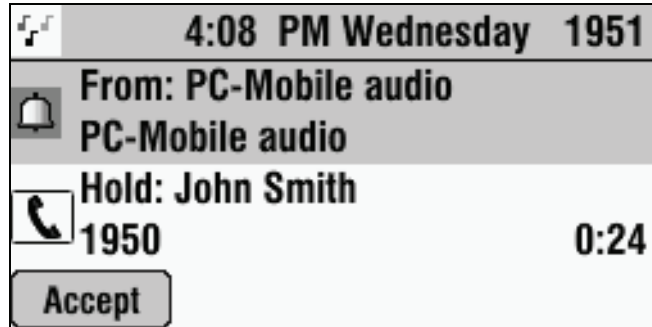 4:08 PM Wednesday 1951
From: PC-Mobile audio
PC-Mobile audio
Hold: John Smith
1950 0:24
Accept